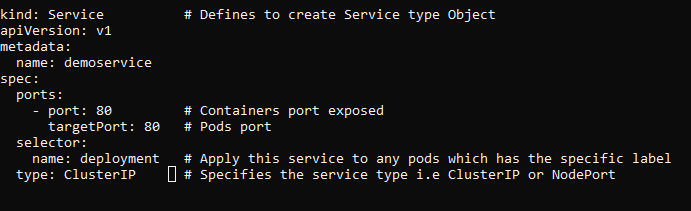 kind: Service          # Defines to create Service type Object
apiVersion: v1
metadata:
  name: demoservice
spec:
  ports:
    - port: 80         # Containers port exposed
      targetPort: 80   # Pods port
  selector:
    name: deployment   # Apply this service to any pods which has the specific label
  type: ClusterIP      # Specifies the service type i.e ClusterIP or NodePort